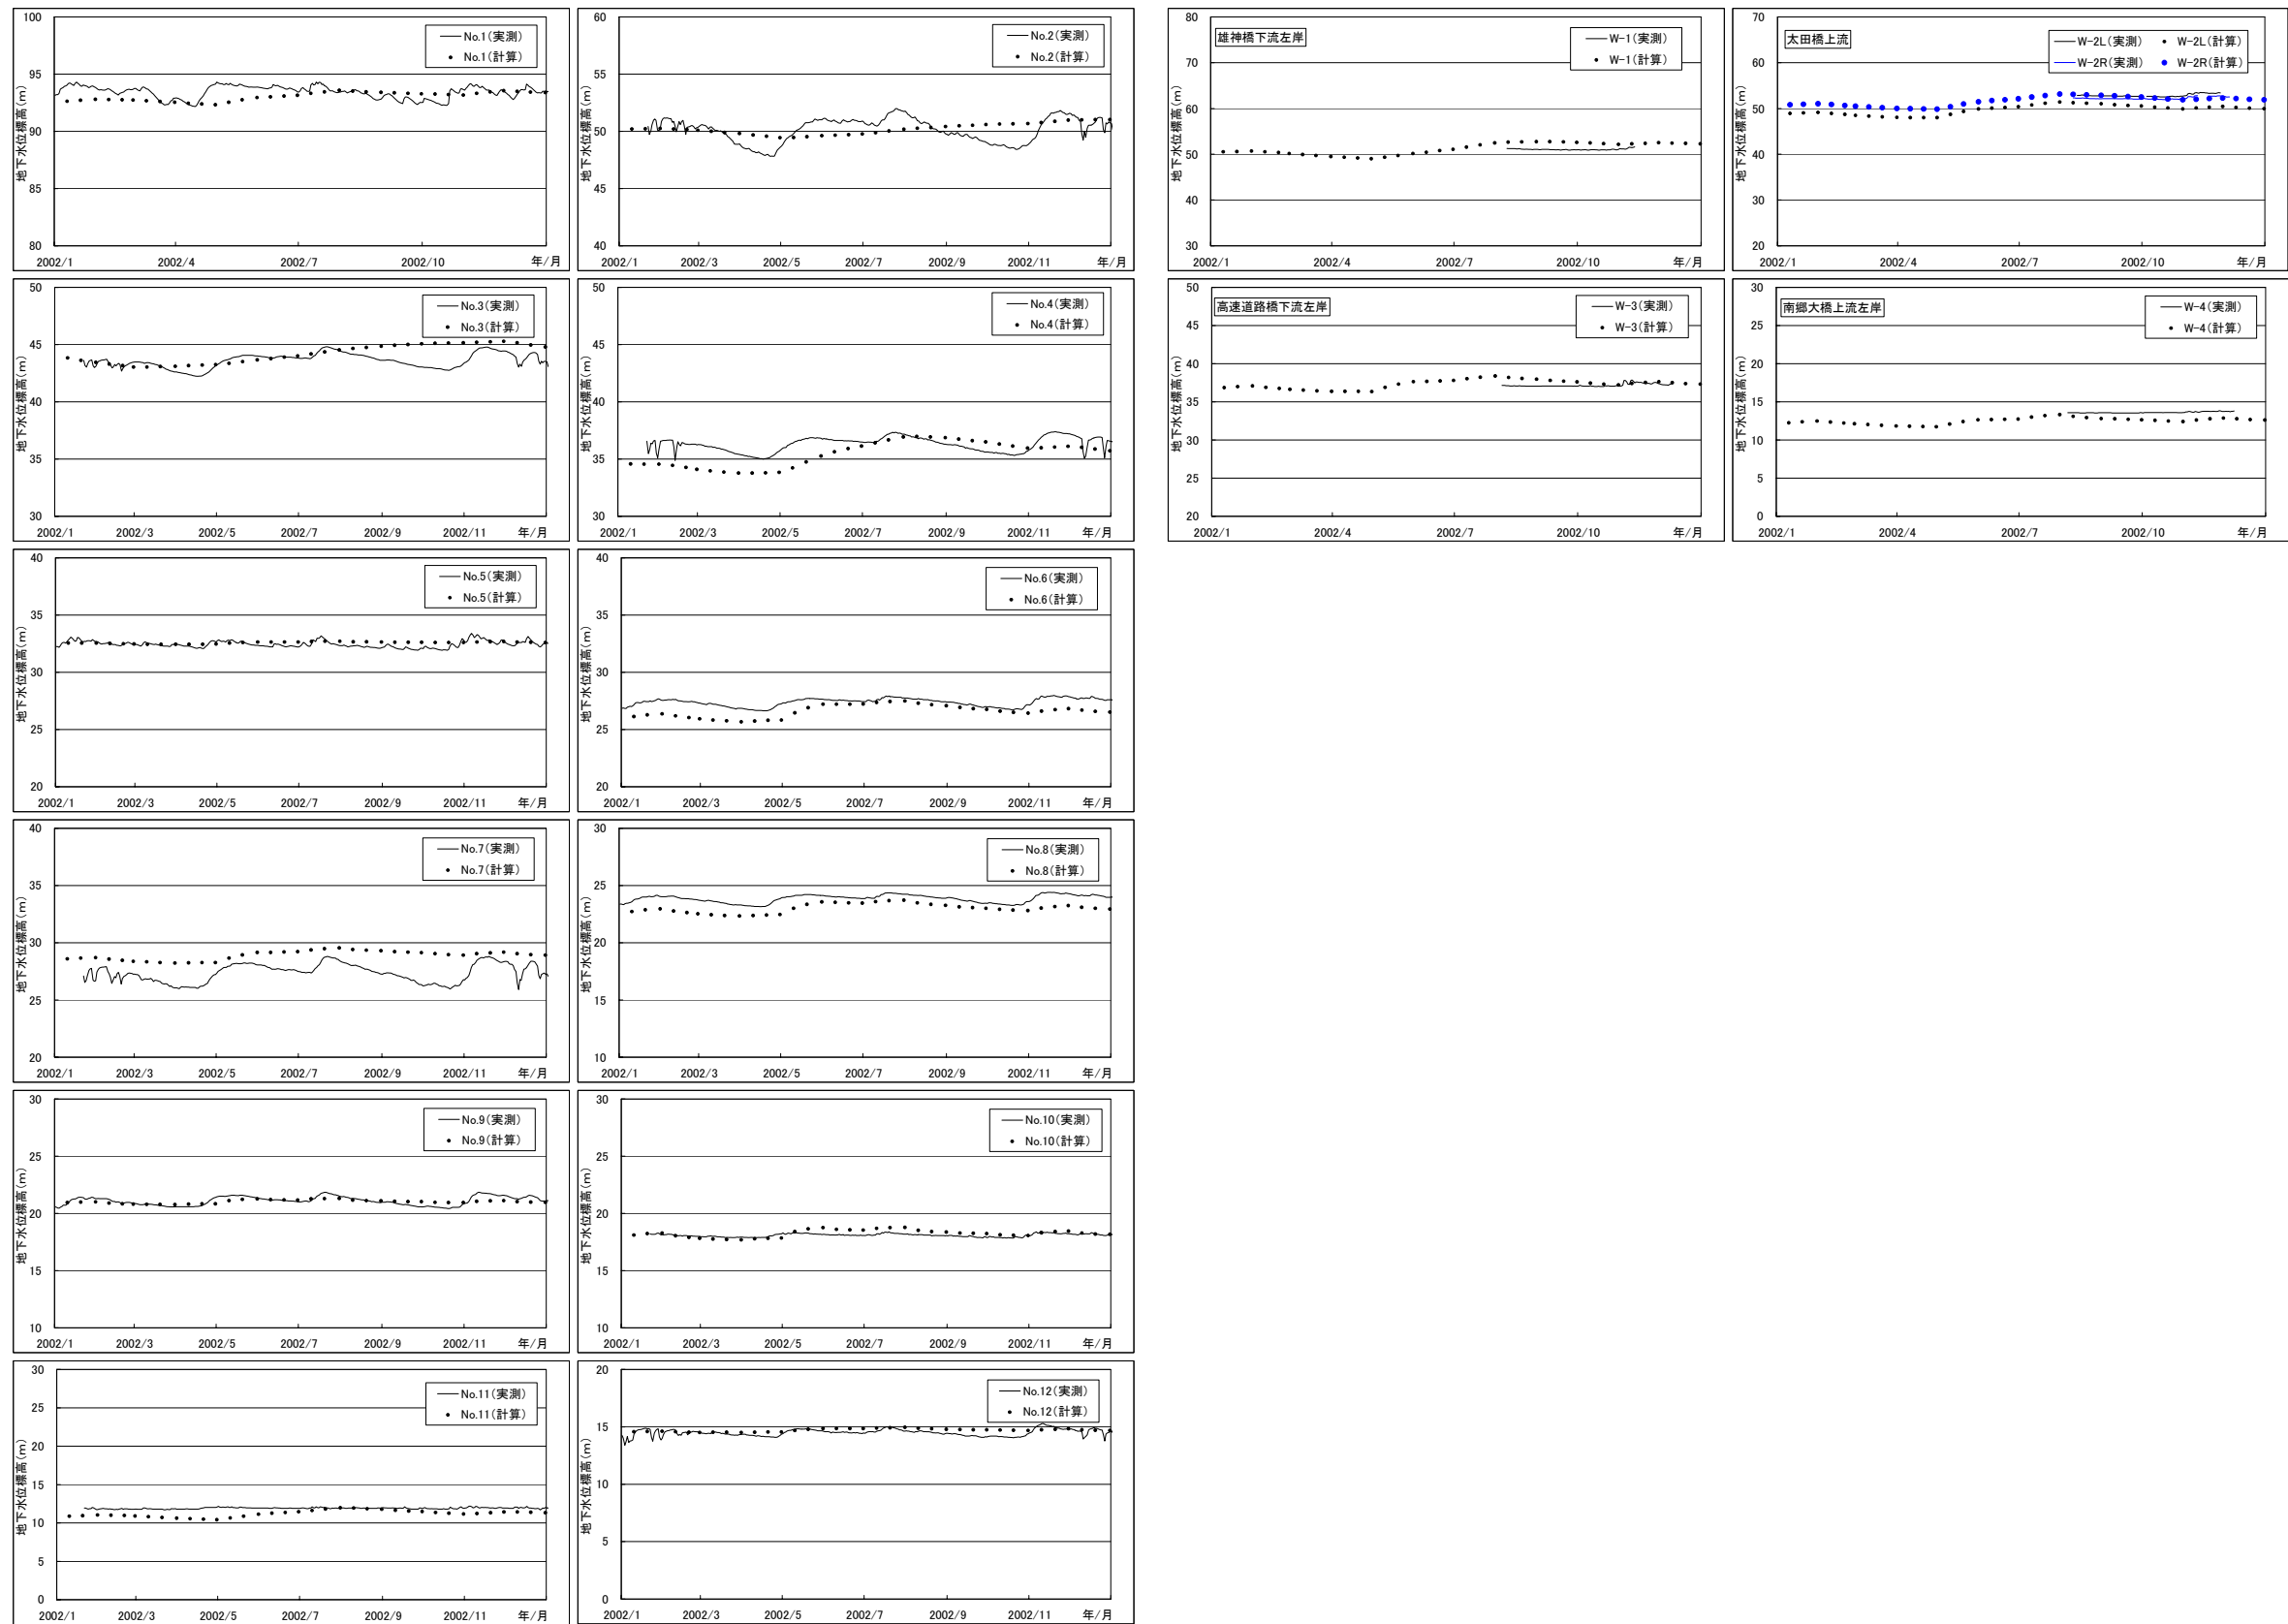 地下水位標高(m)
100
95
90
85
80
No.1(実測)
No.1(計算)
2002/1 2002/4 2002/7 2002/10 年/月
地下水位標高(m)
60
55
50
45
40
No.2(実測)
No.2(計算)
2002/1 2002/3 2002/5 2002/7 2002/9 2002/11 年/月
地下水位標高(m)
80
70
60
50
40
30
雄神橋下流左岸
W-1(実測)
W-1(計算)
2002/1 2002/4 2002/7 2002/10 年/月
地下水位標高(m)
70
60
50
40
30
20
太田橋上流
W-2L(実測) W-2L(計算)
W-2R(実測) W-2R(計算)
2002/1 2002/4 2002/7 2002/10 年/月
地下水位標高(m)
50
45
40
35
30
No.3(実測)
No.3(計算)
2002/1 2002/3 2002/5 2002/7 2002/9 2002/11 年/月
地下水位標高(m)
50
45
40
35
30
No.4(実測)
No.4(計算)
2002/1 2002/3 2002/5 2002/7 2002/9 2002/11 年/月
地下水位標高(m)
50
45
40
35
30
25
20
高速道路橋下流左岸
W-3(実測)
W-3(計算)
2002/1 2002/4 2002/7 2002/10 年/月
地下水位標高(m)
30
25
20
15
10
5
0
南郷大橋上流左岸
W-4(実測)
W-4(計算)
2002/1 2002/4 2002/7 2002/10 年/月
地下水位標高(m)
40
35
30
25
20
No.5(実測)
No.5(計算)
2002/1 2002/3 2002/5 2002/7 2002/9 2002/11 年/月
地下水位標高(m)
40
35
30
25
20
No.6(実測)
No.6(計算)
2002/1 2002/3 2002/5 2002/7 2002/9 2002/11 年/月
地下水位標高(m)
40
35
30
25
20
No.7(実測)
No.7(計算)
2002/1 2002/3 2002/5 2002/7 2002/9 2002/11 年/月
地下水位標高(m)
30
25
20
15
10
No.8(実測)
No.8(計算)
2002/1 2002/3 2002/5 2002/7 2002/9 2002/11 年/月
地下水位標高(m)
30
25
20
15
10
No.9(実測)
No.9(計算)
2002/1 2002/3 2002/5 2002/7 2002/9 2002/11 年/月
地下水位標高(m)
30
25
20
15
10
No.10(実測)
No.10(計算)
2002/1 2002/3 2002/5 2002/7 2002/9 2002/11 年/月
地下水位標高(m)
30
25
20
15
10
5
0
No.11(実測)
No.11(計算)
2002/1 2002/3 2002/5 2002/7 2002/9 2002/11 年/月
地下水位標高(m)
20
15
10
5
0
No.12(実測)
No.12(計算)
2002/1 2002/3 2002/5 2002/7 2002/9 2002/11 年/月